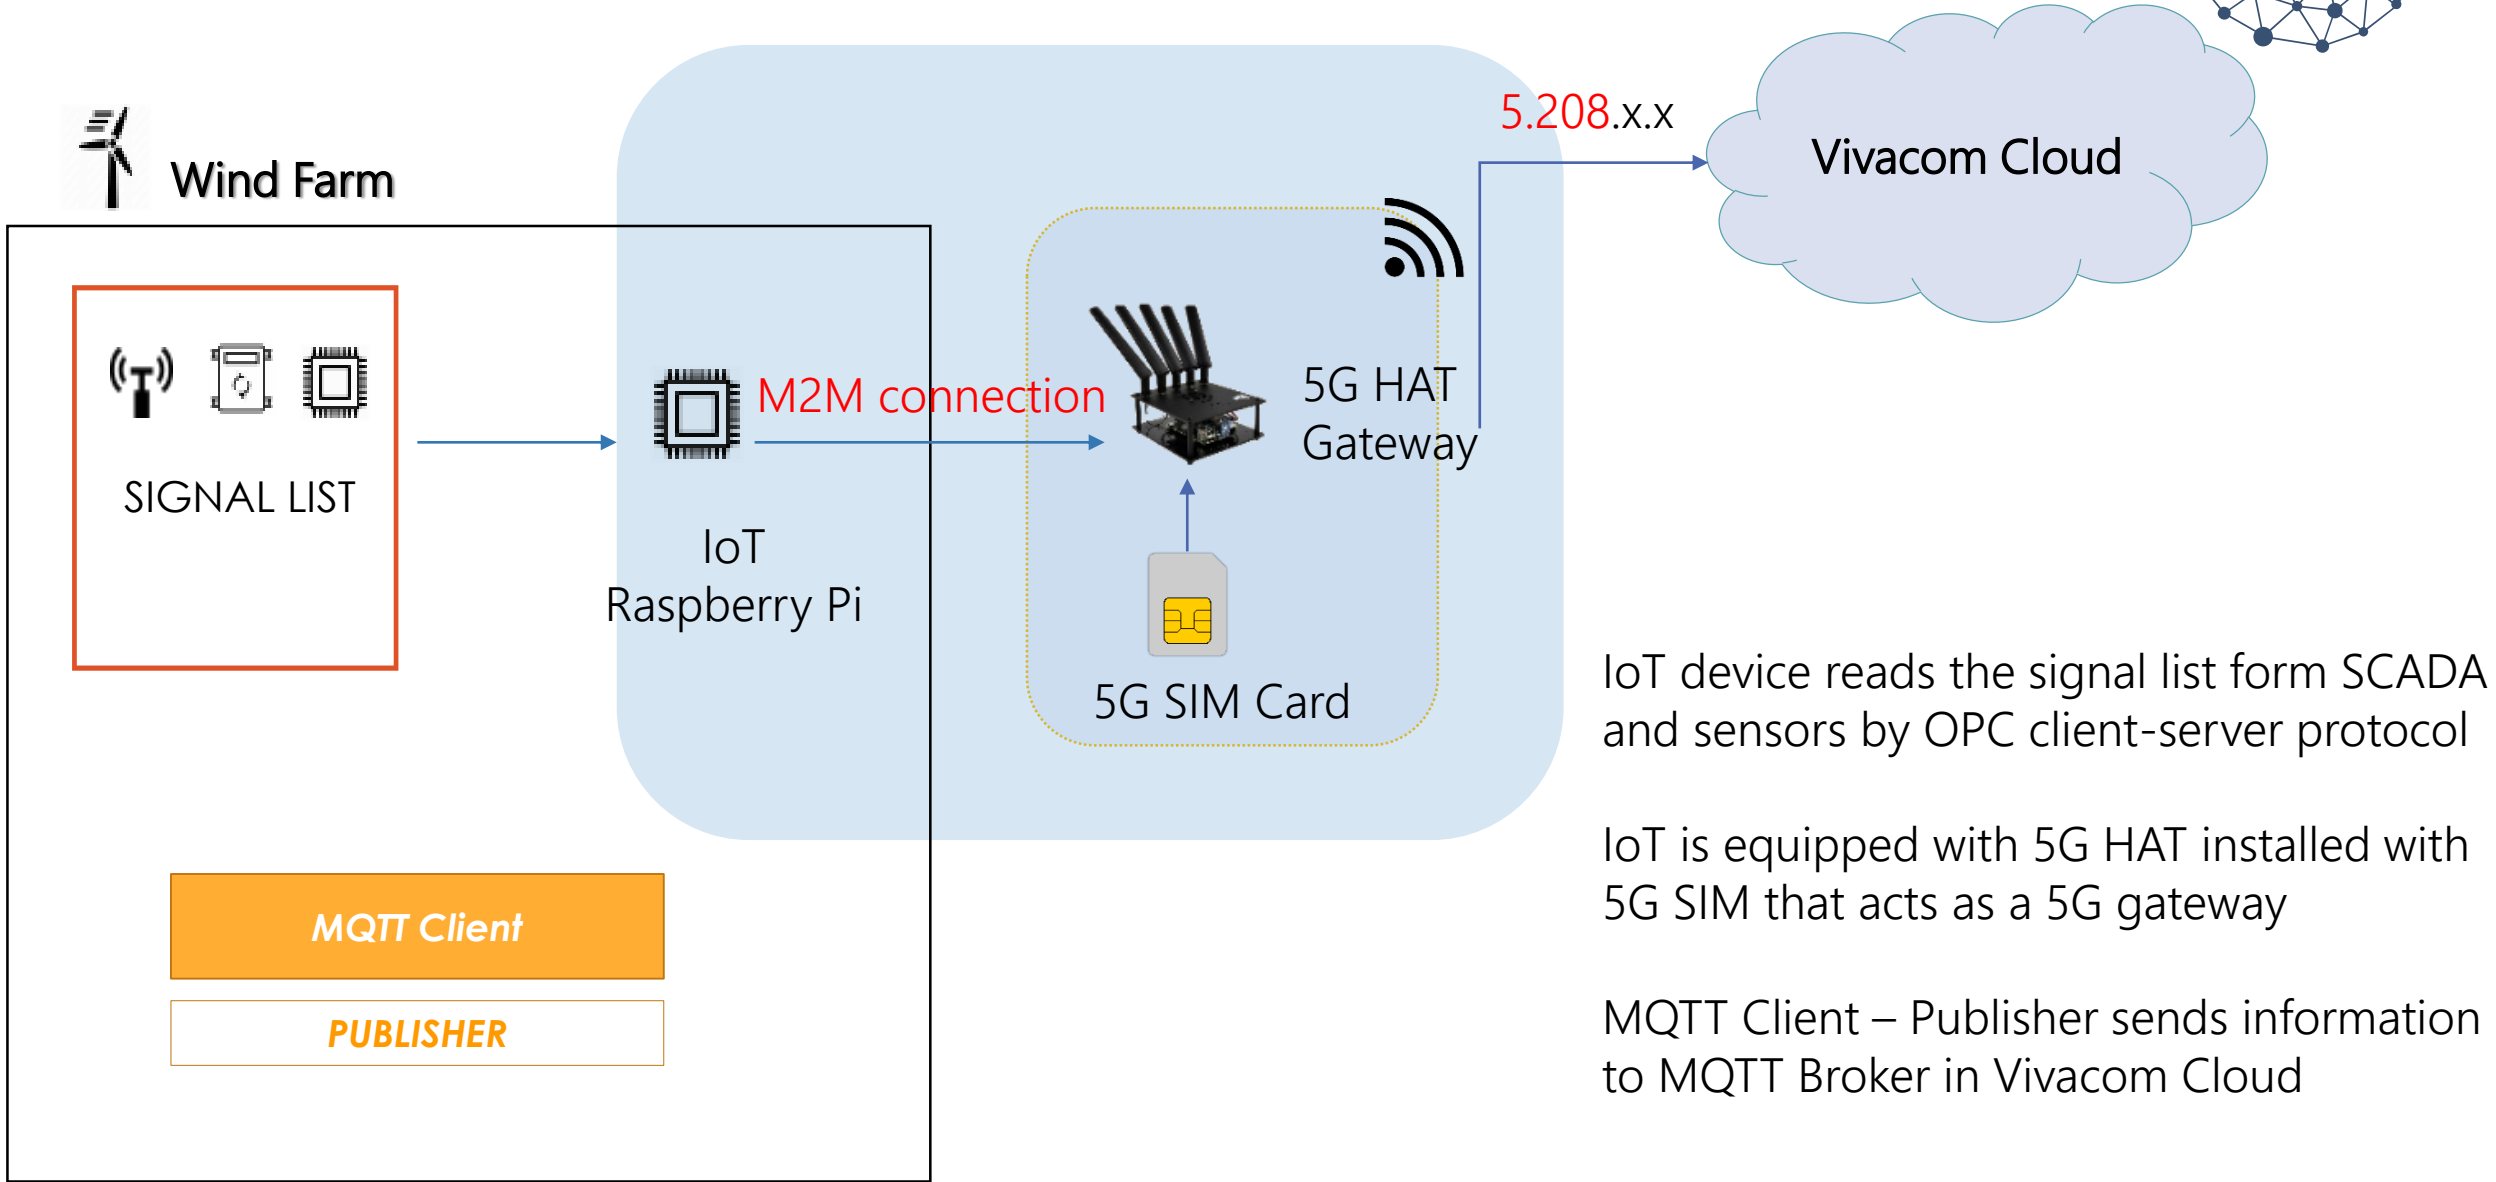 Wind Farm
5.208.x.x
Vivacom Cloud
SIGNAL LIST
M2M connection
IoT
Raspberry Pi
5G HAT
Gateway
5G SIM Card
MQTT Client
PUBLISHER
IoT device reads the signal list form SCADA
and sensors by OPC client-server protocol
IoT is equipped with 5G HAT installed with
5G SIM that acts as a 5G gateway
MQTT Client – Publisher sends information
to MQTT Broker in Vivacom Cloud